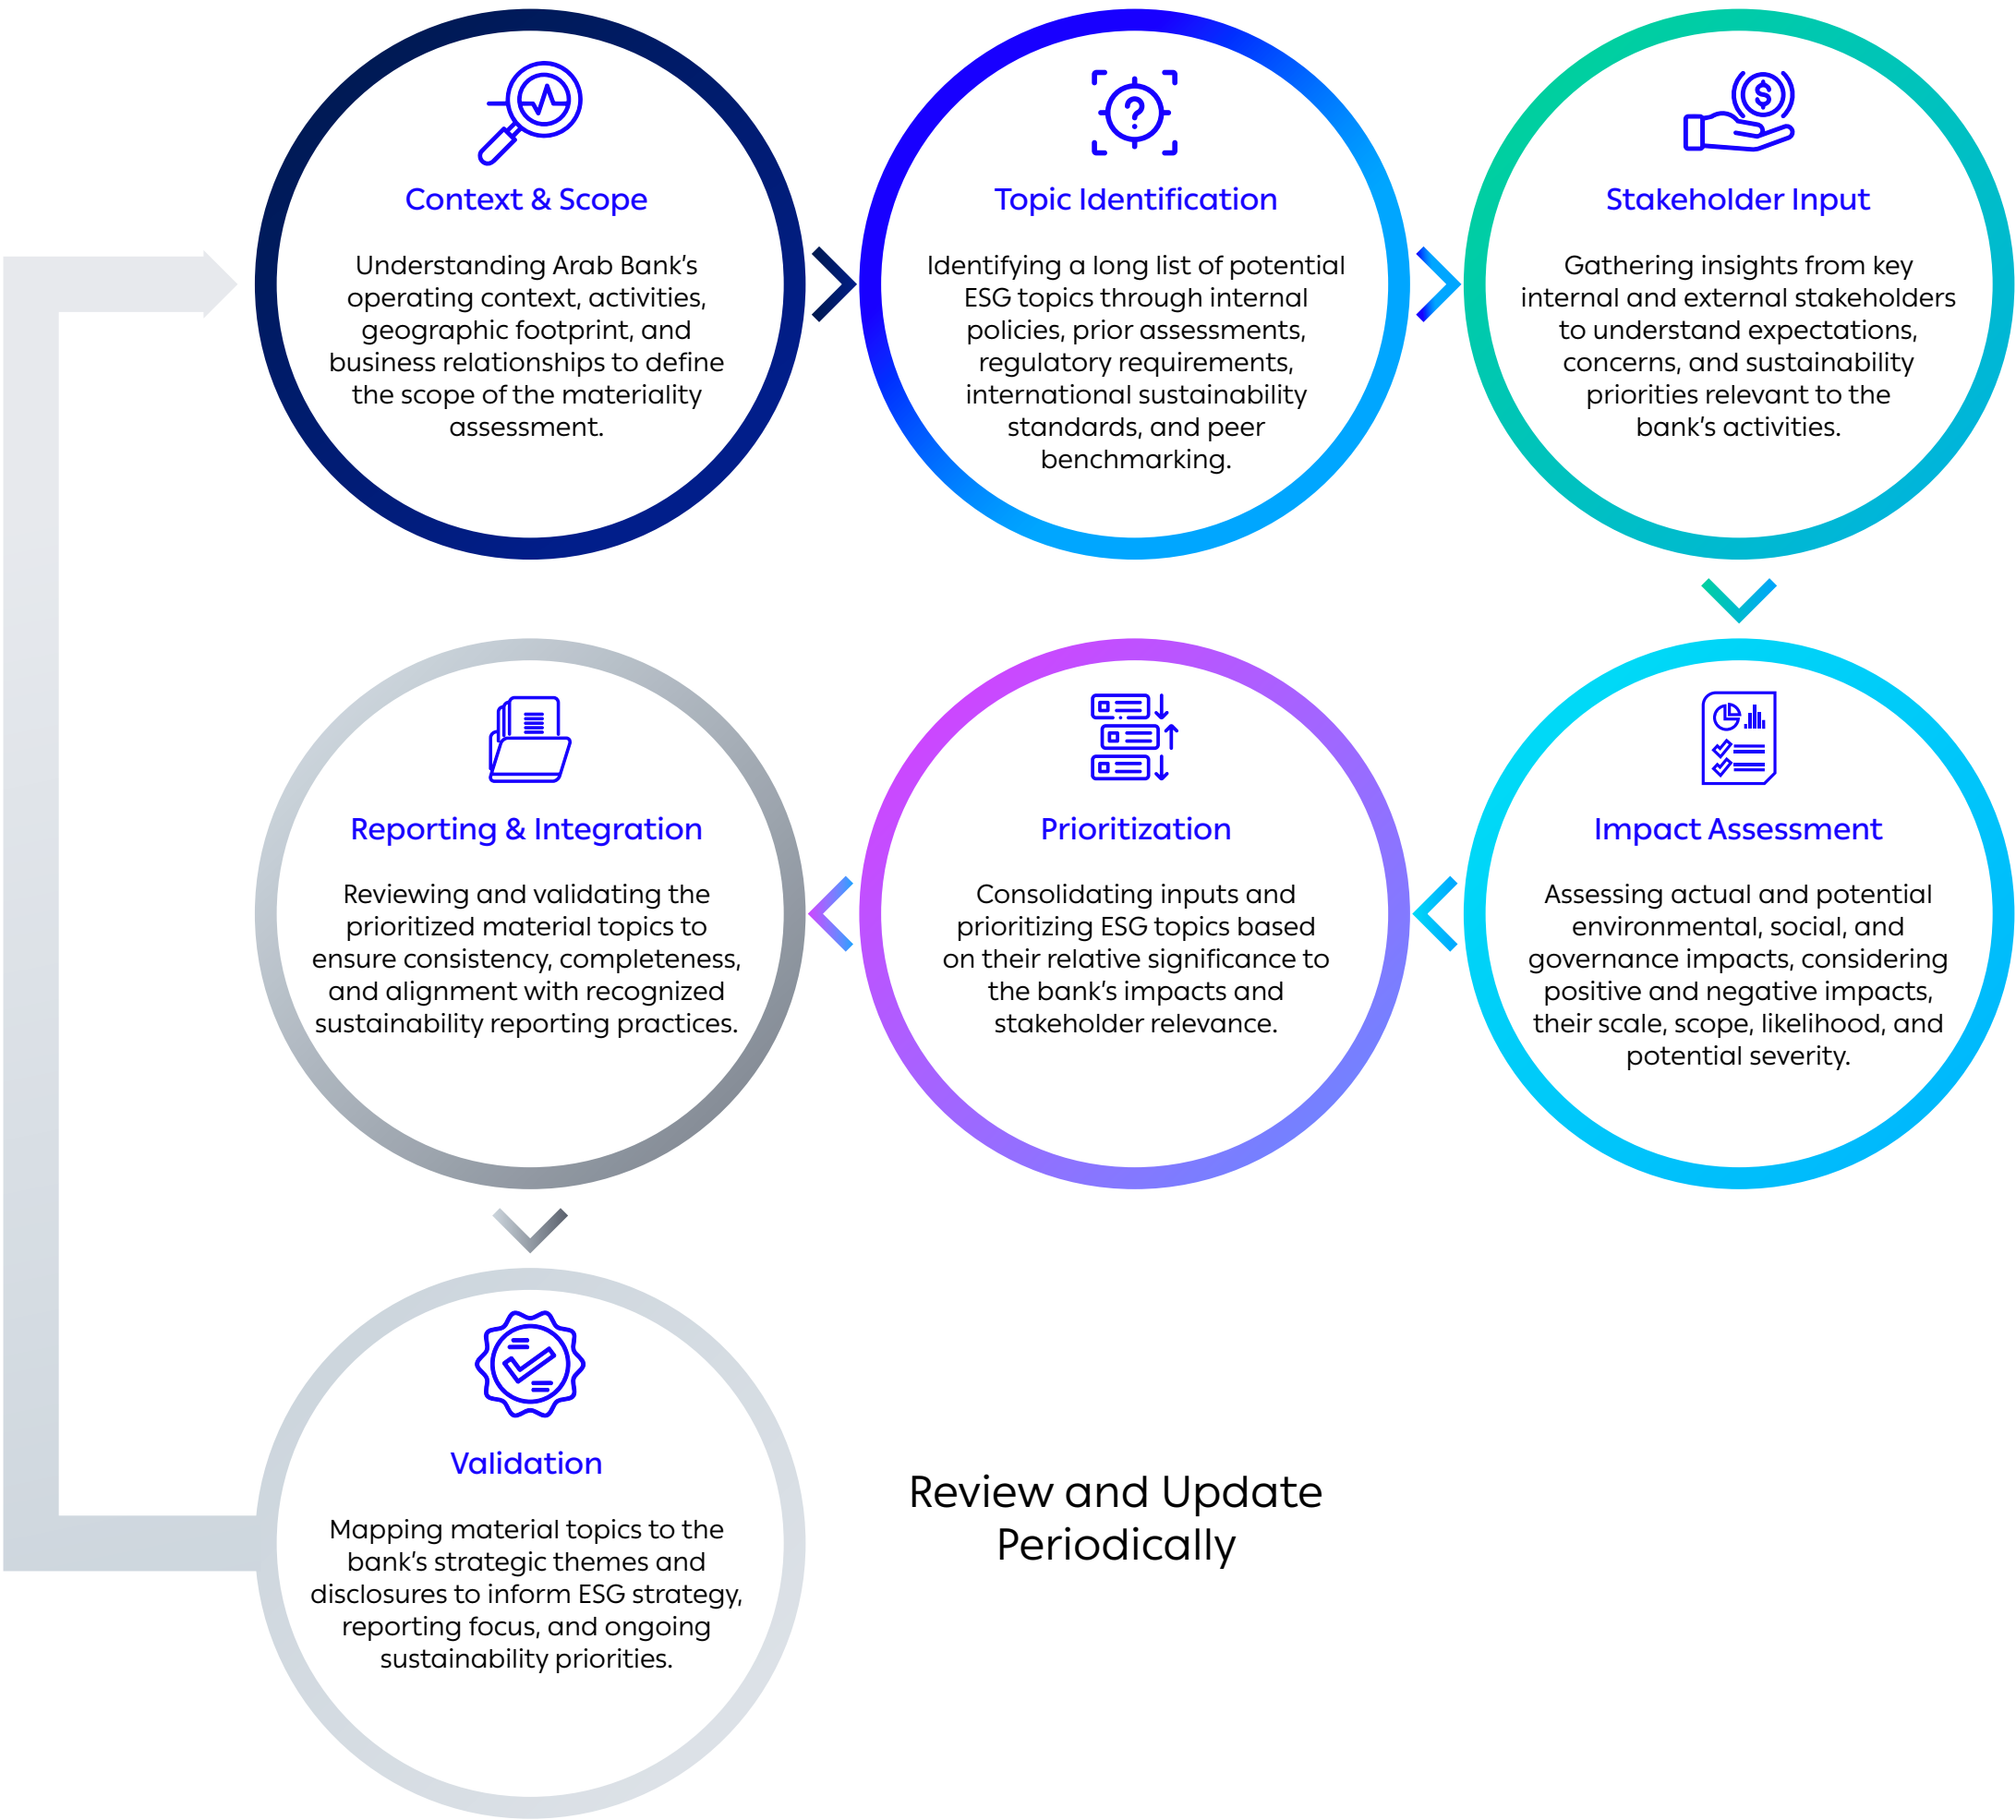 Context & Scope
Understanding Arab Bank's
operating context, activities,
geographic footprint, and
business relationships to define
the scope of the materiality
assessment.
Topic Identification
Identifying a long list of potential
ESG topics through internal
policies, prior assessments,
regulatory requirements,
international sustainability
standards, and peer
benchmarking.
Stakeholder Input
Gathering insights from key
internal and external stakeholders
to understand expectations,
concerns, and sustainability
priorities relevant to the
bank's activities.
Impact Assessment
Assessing actual and potential
environmental, social, and
governance impacts, considering
positive and negative impacts,
their scale, scope, likelihood, and
potential severity.
Prioritization
Consolidating inputs and
prioritizing ESG topics based
on their relative significance to
the bank's impacts and
stakeholder relevance.
Reporting & Integration
Reviewing and validating the
prioritized material topics to
ensure consistency, completeness,
and alignment with recognized
sustainability reporting practices.
Validation
Mapping material topics to the
bank's strategic themes and
disclosures to inform ESG strategy,
reporting focus, and ongoing
sustainability priorities.
Review and Update
Periodically